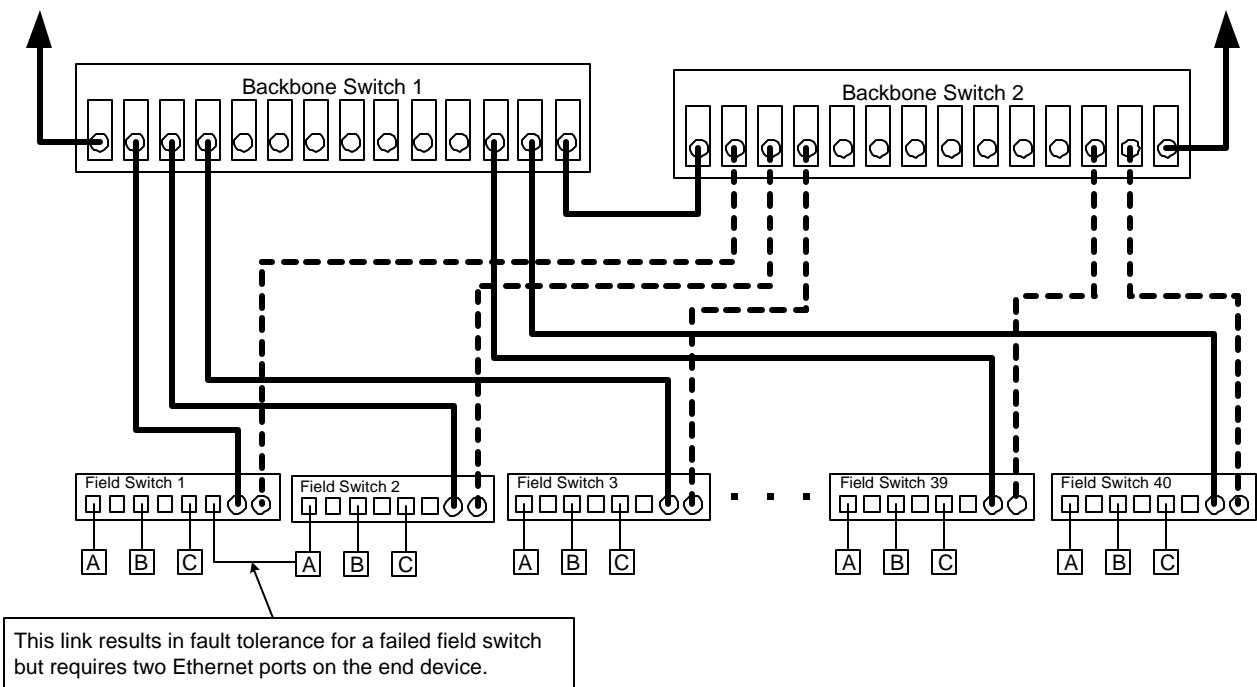 Backbone Switch 1
Backbone Switch 2
Field Switch 1
Field Switch 2
Field Switch 3
. . .
Field Switch 39
Field Switch 40
A B C
A B C
A B C
A B C
A B C
This link results in fault tolerance for a failed field switch
but requires two Ethernet ports on the end device.